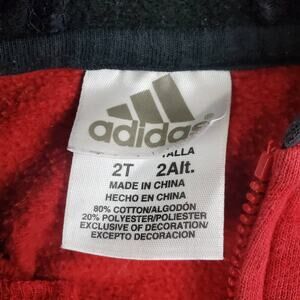 adidas
TALLA
2T 2Alt.
MADE IN CHINA
HECHO EN CHINA
80% COTTON/ALGODÓN
20% POLYESTER/POLIESTER
EXCLUSIVE OF DECORATION/
EXCEPTO DECORACION